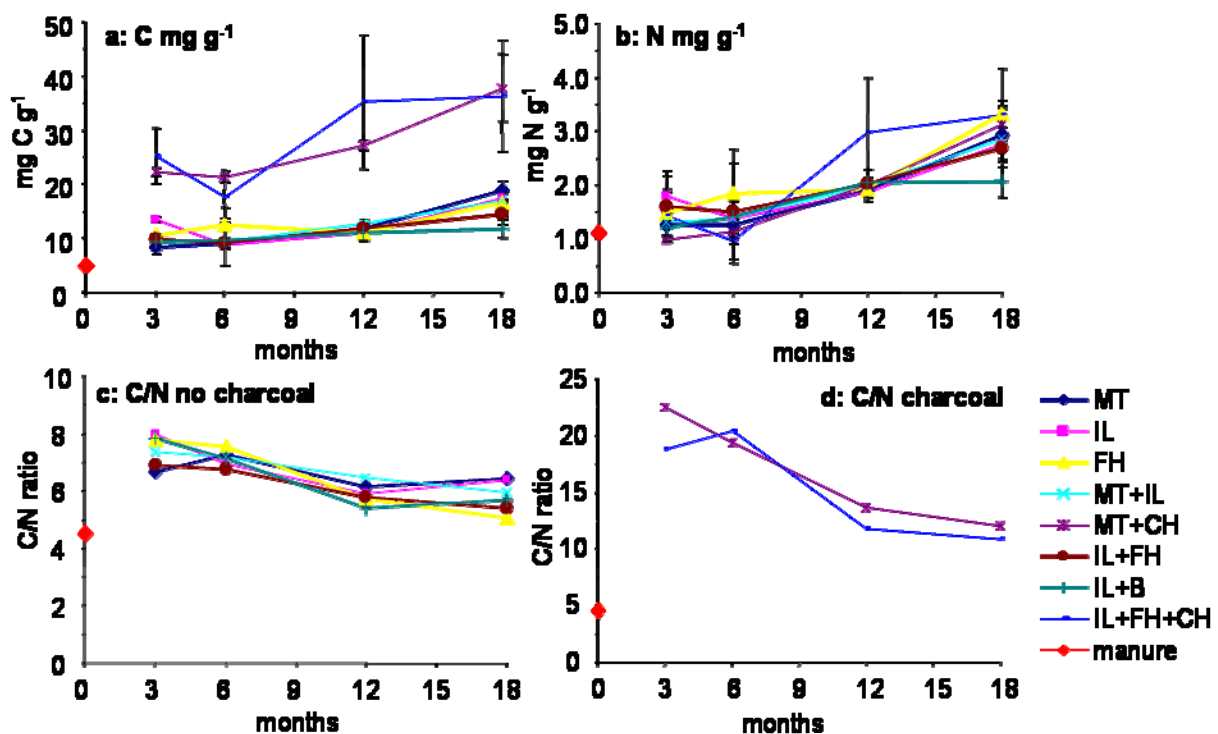 a: C mg g⁻¹
mg C g⁻¹
50
40
30
20
10
0
0 3 6 9 12 15 18
months
b: N mg g⁻¹
mg N g⁻¹
5.0
4.0
3.0
2.0
1.0
0.0
0 3 6 9 12 15 18
months
c: C/N no charcoal
C/N ratio
10
8
6
4
2
0
0 3 6 9 12 15 18
months
d: C/N charcoal
C/N ratio
25
20
15
10
5
0
0 3 6 9 12 15 18
months
MT
IL
FH
MT+IL
MT+CH
IL+FH
IL+B
IL+FH+CH
manure